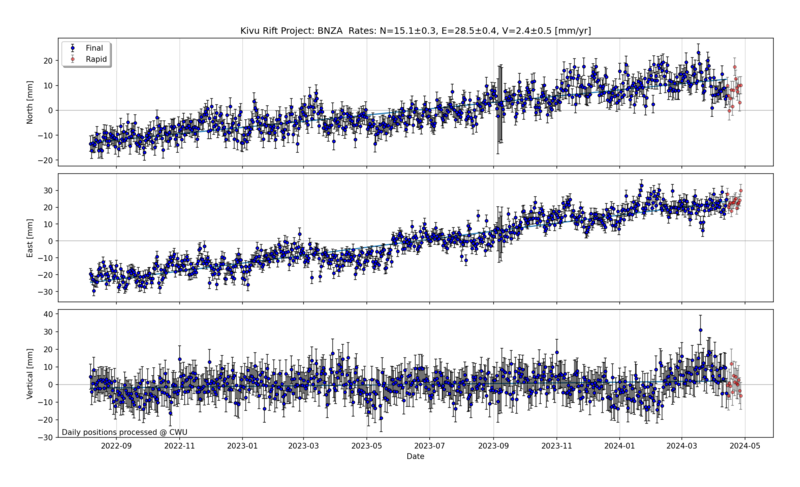 Kivu Rift Project: BNZA Rates: N=15.1±0.3, E=28.5±0.4, V=2.4±0.5 [mm/yr]
Final
Rapid
North [mm]
20
10
0
−10
−20
East [mm]
30
20
10
0
−10
−20
−30
Vertical [mm]
40
30
20
10
0
−10
−20
−30
Daily positions processed @ CWU
2022-09 2022-11 2023-01 2023-03 2023-05 2023-07 2023-09 2023-11 2024-01 2024-03 2024-05
Date